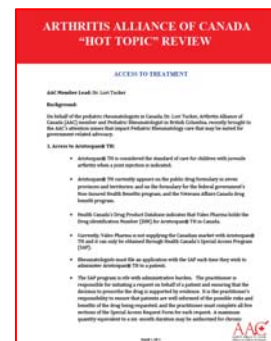 ARTHRITIS ALLIANCE OF CANADA
"HOT TOPIC" REVIEW
ACCESS TO TREATMENT
AAC Member Lead: Dr. Lori Tucker
Background:
On behalf of the pediatric rheumatologists in Canada, Dr. Lori Tucker, Arthritis Alliance of
Canada (AAC) member and Pediatric Rheumatologist in British Columbia, recently brought to
the AAC's attention issues that impact Pediatric Rheumatology care that may be suited for
government-related advocacy.
1. Access to Aristospan® TH:
• Aristospan® TH is considered the standard of care for children with juvenile
arthritis when a joint injection is indicated.
• Aristospan® TH currently appears on the public drug formulary in seven
provinces and territories and on the formulary for the federal government's
Non-Insured Health Benefits program, and the Veterans Affairs Canada drug
benefit program.
• Health Canada's Drug Product Database indicates that Valeo Pharma holds the
Drug Identification Number (DIN) for Aristospan® TH in Canada.
• Currently, Valeo Pharma is not supplying the Canadian market with Aristospan®
TH and it can only be obtained through Health Canada's Special Access Program
(SAP).
• Rheumatologists must file an application with the SAP each time they wish to
administer Aristospan® TH to a patient.
• The SAP program is rife with administrative burden. The practitioner is
responsible for initiating a request on behalf of a patient and ensuring that the
decision to prescribe the drug is supported by evidence. It is the practitioner's
responsibility to ensure that patients are well informed of the possible risks and
benefits of the drug being requested, and the practitioner must complete all five
sections of the Special Access Request Form for each request. A maximum
quantity equivalent to a six-month duration may be authorized for chronic
AAC